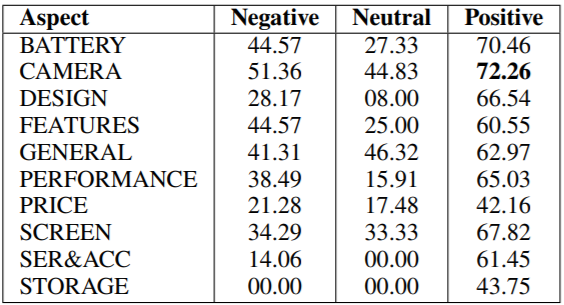 Aspect Negative Neutral Positive
BATTERY 44.57 27.33 70.46
CAMERA 51.36 44.83 72.26
DESIGN 28.17 08.00 66.54
FEATURES 44.57 25.00 60.55
GENERAL 41.31 46.32 62.97
PERFORMANCE 38.49 15.91 65.03
PRICE 21.28 17.48 42.16
SCREEN 34.29 33.33 67.82
SER&ACC 14.06 00.00 61.45
STORAGE 00.00 00.00 43.75